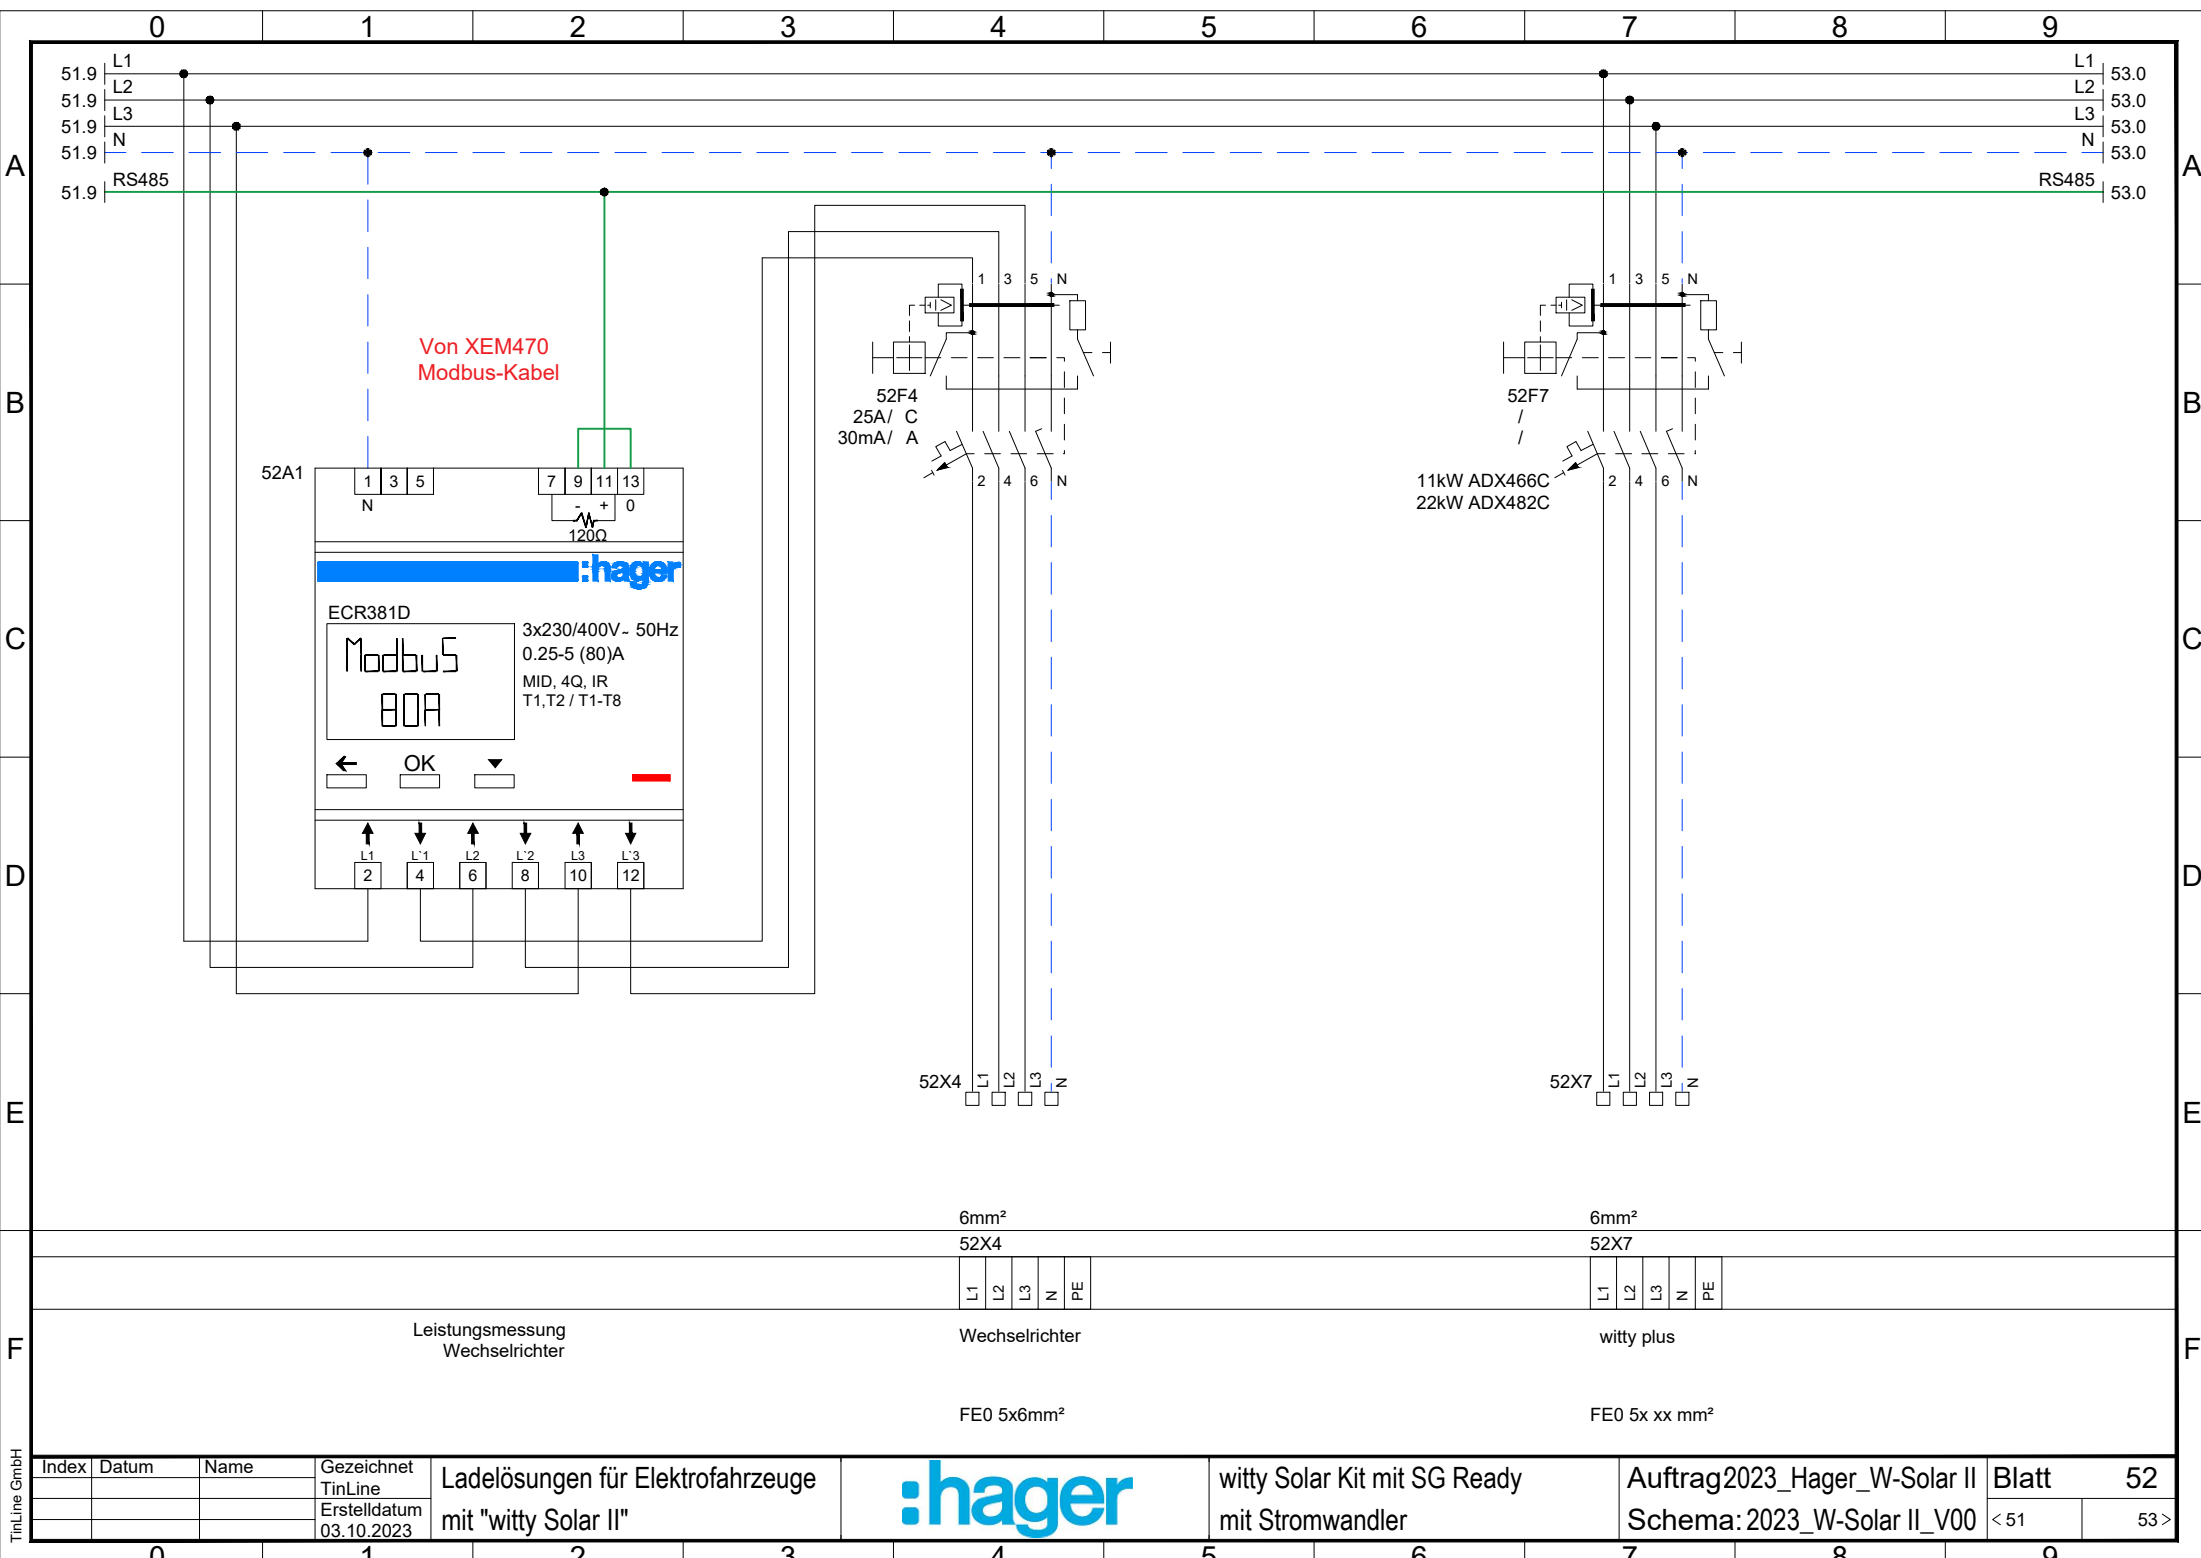 0 1 2 3 4 5 6 7 8 9
51.9 L1 L1 53.0
51.9 L2 L2 53.0
51.9 L3 L3 53.0
51.9 N N 53.0
A A
51.9 RS485 RS485 53.0
1 3 5 N 1 3 5 N
I> I>
Von XEM470
Modbus-Kabel
B B
52F4 52F7
25A/ C /
30mA/ A /
52A1
1 3 5 7 9 11 13
2 4 6 N
11kW ADX466C 2 4 6 N
22kW ADX482C
N - + 0
120Ω
:hager
ECR381D
3x230/400V~ 50Hz
0.25-5 (80)A
MID, 4Q, IR
T1,T2 / T1-T8
Modbus
80A
C C
← OK
L1 L`1 L2 L`2 L3 L`3
2 4 6 8 10 12
D D
52X4 L1 L2 L3 N 52X7 L1 L2 L3 N
E E
6mm² 6mm²
52X4 52X7
L1 L2 L3 N PE L1 L2 L3 N PE
Leistungsmessung
Wechselrichter
Wechselrichter
witty plus
F F
FE0 5x6mm² FE0 5x xx mm²
TinLine GmbH
Index Datum Name Gezeichnet
TinLine
Erstelldatum
03.10.2023
Ladelösungen für Elektrofahrzeuge
mit "witty Solar II"
:hager
witty Solar Kit mit SG Ready
mit Stromwandler
Auftrag 2023_Hager_W-Solar II
Schema: 2023_W-Solar II_V00
Blatt 52
< 51 53 >
0 1 2 3 4 5 6 7 8 9